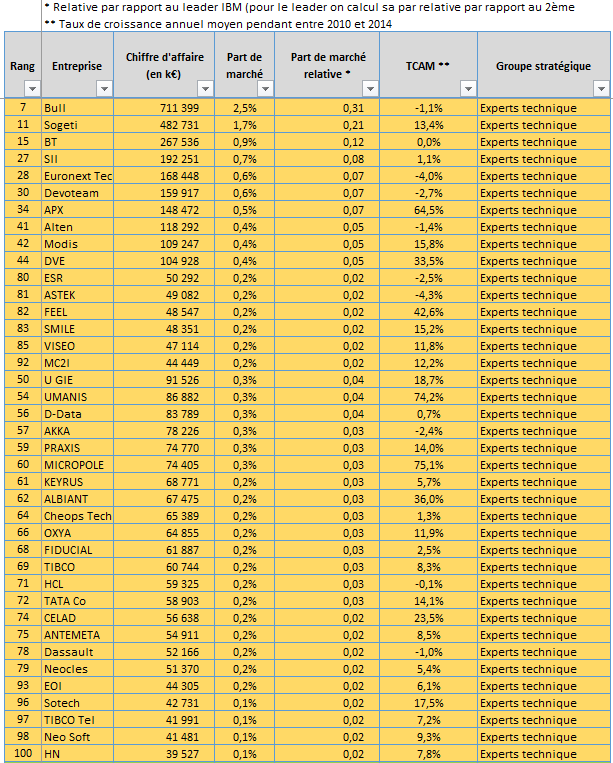 * Relative par rapport au leader IBM (pour le leader on calcul sa par relative par rapport au 2ème
** Taux de croissance annuel moyen pendant entre 2010 et 2014
Rang Entreprise Chiffre d'affaire (en k€) Part de marché Part de marché relative * TCAM ** Groupe stratégique
7 Bull 711 399 2,5% 0,31 -1,1% Experts technique
11 Sogeti 482 731 1,7% 0,21 13,4% Experts technique
15 BT 267 536 0,9% 0,12 0,0% Experts technique
27 SII 192 251 0,7% 0,08 1,1% Experts technique
28 Euronext Tec 168 448 0,6% 0,07 -4,0% Experts technique
30 Devoteam 159 917 0,6% 0,07 -2,7% Experts technique
34 APX 148 472 0,5% 0,07 64,5% Experts technique
41 Alten 118 292 0,4% 0,05 -1,4% Experts technique
42 Modis 109 247 0,4% 0,05 15,8% Experts technique
44 DVE 104 928 0,4% 0,05 33,5% Experts technique
80 ESR 50 292 0,2% 0,02 -2,5% Experts technique
81 ASTEK 49 082 0,2% 0,02 -4,3% Experts technique
82 FEEL 48 547 0,2% 0,02 42,6% Experts technique
83 SMILE 48 351 0,2% 0,02 15,2% Experts technique
85 VISEO 47 114 0,2% 0,02 11,8% Experts technique
92 MC2I 44 449 0,2% 0,02 12,2% Experts technique
50 U GIE 91 526 0,3% 0,04 18,7% Experts technique
54 UMANIS 86 882 0,3% 0,04 74,2% Experts technique
56 D-Data 83 789 0,3% 0,04 0,7% Experts technique
57 AKKA 78 226 0,3% 0,03 -2,4% Experts technique
59 PRAXIS 74 770 0,3% 0,03 14,0% Experts technique
60 MICROPOLE 74 405 0,3% 0,03 75,1% Experts technique
61 KEYRUS 68 771 0,2% 0,03 5,7% Experts technique
62 ALBIANT 67 475 0,2% 0,03 36,0% Experts technique
64 Cheops Tech 65 389 0,2% 0,03 1,3% Experts technique
66 OXYA 64 855 0,2% 0,03 11,9% Experts technique
68 FIDUCIAL 61 887 0,2% 0,03 2,5% Experts technique
69 TIBCO 60 744 0,2% 0,03 8,3% Experts technique
71 HCL 59 325 0,2% 0,03 -0,1% Experts technique
72 TATA Co 58 903 0,2% 0,03 14,1% Experts technique
74 CELAD 56 638 0,2% 0,02 23,5% Experts technique
75 ANTEMETA 54 911 0,2% 0,02 8,5% Experts technique
78 Dassault 52 166 0,2% 0,02 -1,0% Experts technique
79 Neocles 51 370 0,2% 0,02 5,4% Experts technique
93 EOI 44 305 0,2% 0,02 6,1% Experts technique
96 Sotech 42 731 0,1% 0,02 17,5% Experts technique
97 TIBCO Tel 41 991 0,1% 0,02 7,2% Experts technique
98 Neo Soft 41 481 0,1% 0,02 9,3% Experts technique
100 HN 39 527 0,1% 0,02 7,8% Experts technique